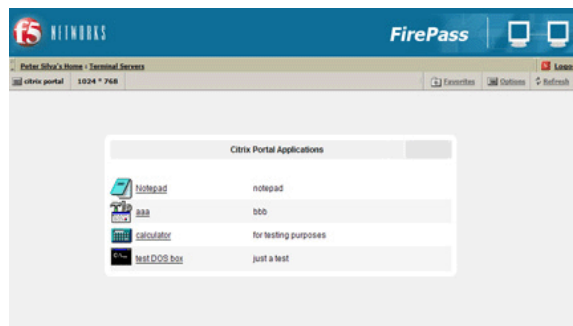 f5 NETWORKS
FirePass
Peter Silva's Home : Terminal Servers
citrix portal 1024 * 768 Favorites Options Refresh
Citrix Portal Applications
Notepad notepad
aaa bbb
calculator for testing purposes
test DOS box just a test